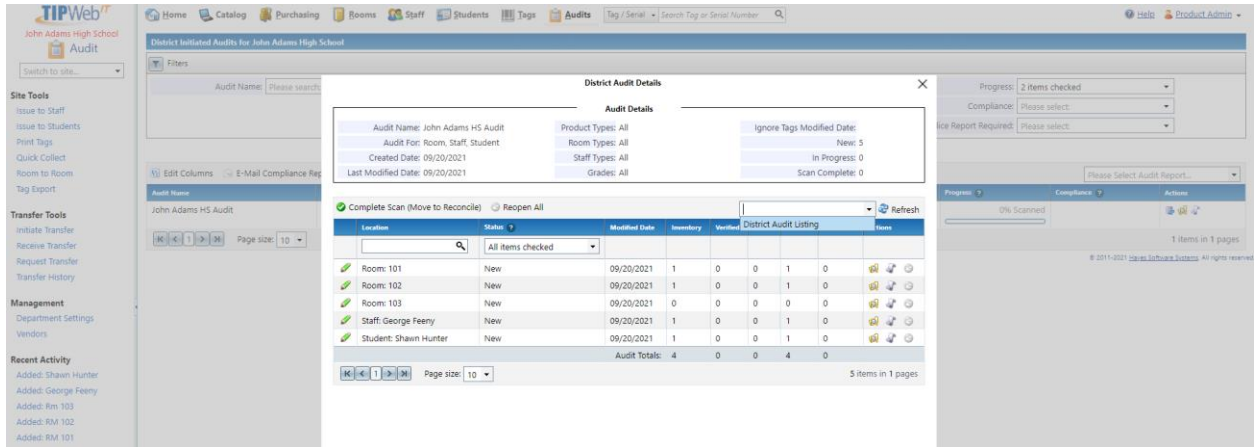 TIPWeb IT
Home Catalog Purchasing Rooms Staff Students Tags Audits Tag / Serial Search Tag or Serial Number Help Product Admin
John Adams High School
Audit
Switch to site...
Site Tools
Issue to Staff
Issue to Students
Print Tags
Quick Collect
Room to Room
Tag Export
Transfer Tools
Initiate Transfer
Receive Transfer
Request Transfer
Transfer History
Management
Department Settings
Vendors
Recent Activity
Added: Shawn Hunter
Added: George Feeny
Added: Rm 103
Added: RM 102
Added: RM 101
District Initiated Audits for John Adams High School
Filters
Audit Name: Please search
Progress: 2 items checked
Compliance: Please select
ice Report Required: Please select
Edit Columns E-Mail Compliance Rep
Please Select Audit Report...
Audit Name Progress ? Compliance ? Actions
John Adams HS Audit 0% Scanned
1 Page size: 10
1 items in 1 pages
© 2011-2021 Hayes Software Systems. All rights reserved
District Audit Details
Audit Details
Audit Name: John Adams HS Audit Product Types: All Ignore Tags Modified Date:
Audit For: Room, Staff, Student Room Types: All New: 5
Created Date: 09/20/2021 Staff Types: All In Progress: 0
Last Modified Date: 09/20/2021 Grades: All Scan Complete: 0
Complete Scan (Move to Reconcile) Reopen All Refresh
District Audit Listing
Location Status ? Modified Date Inventory Verified tions
All items checked
Room: 101 New 09/20/2021 1 0 0 1 0
Room: 102 New 09/20/2021 1 0 0 1 0
Room: 103 New 09/20/2021 0 0 0 0 0
Staff: George Feeny New 09/20/2021 1 0 0 1 0
Student: Shawn Hunter New 09/20/2021 1 0 0 1 0
Audit Totals: 4 0 0 4 0
1 Page size: 10 5 items in 1 pages